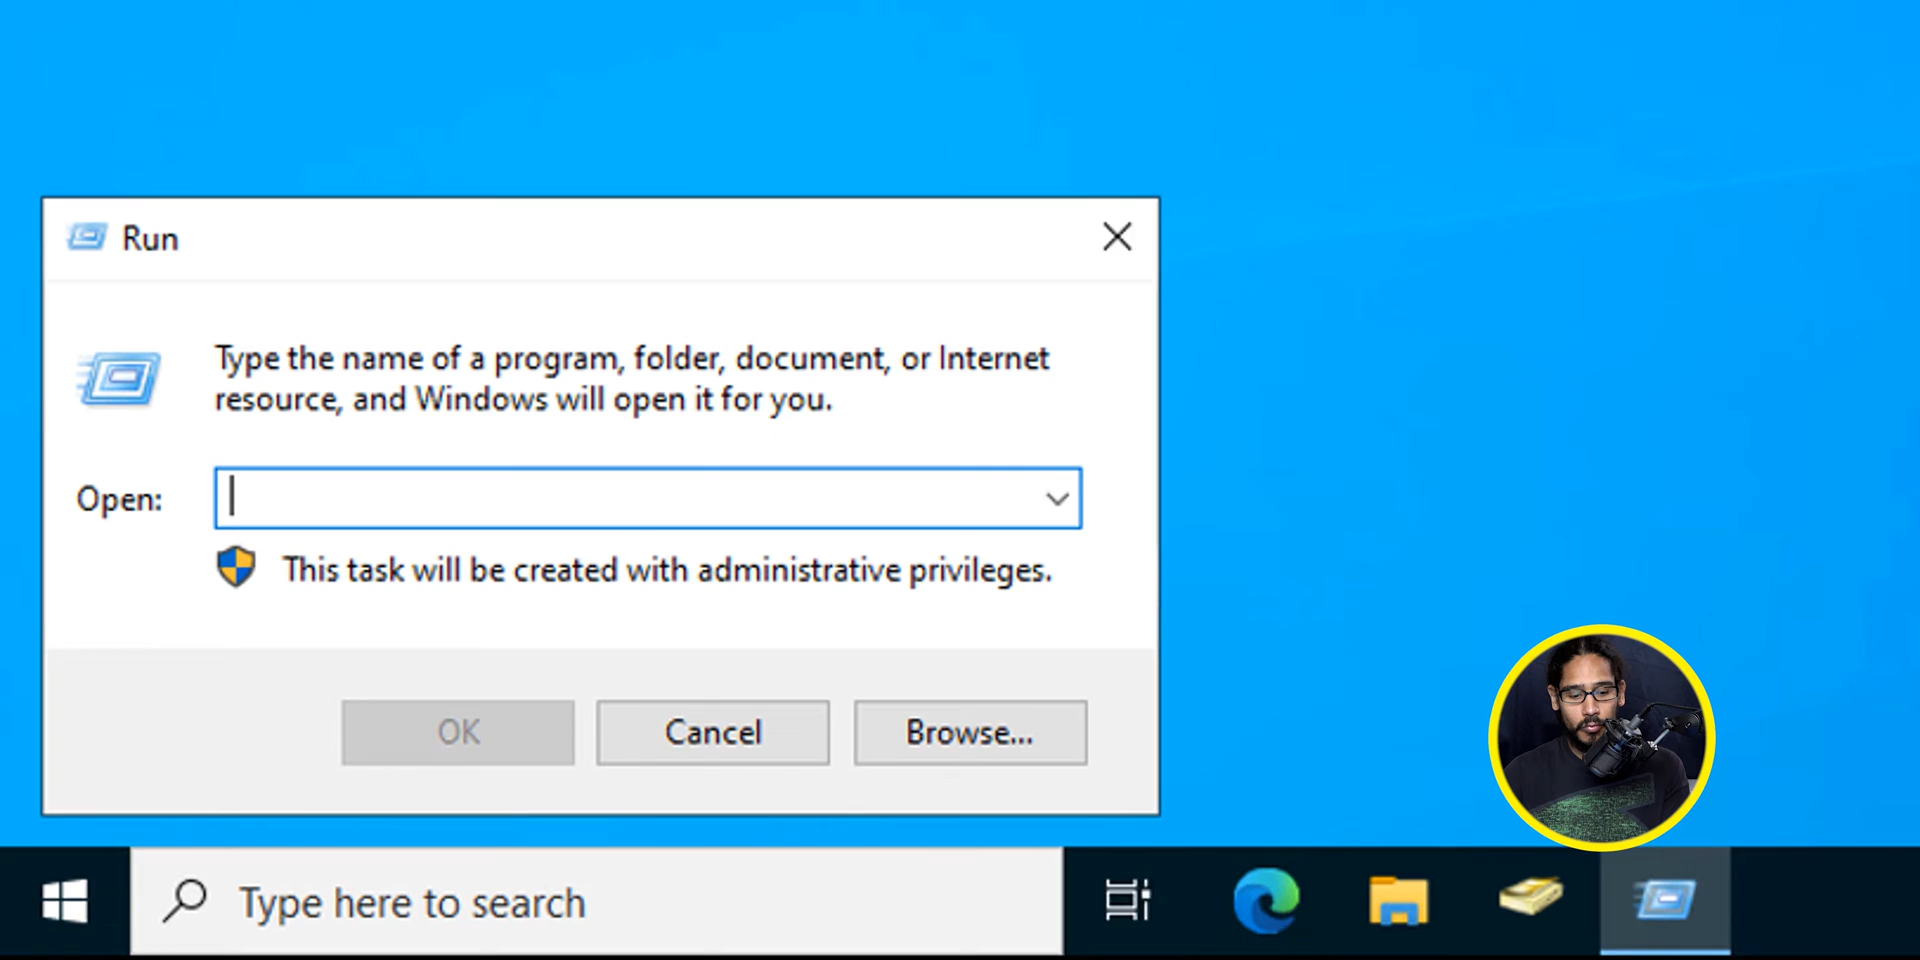 Run
Type the name of a program, folder, document, or Internet
resource, and Windows will open it for you.
Open:
This task will be created with administrative privileges.
OK
Cancel
Browse...
Type here to search